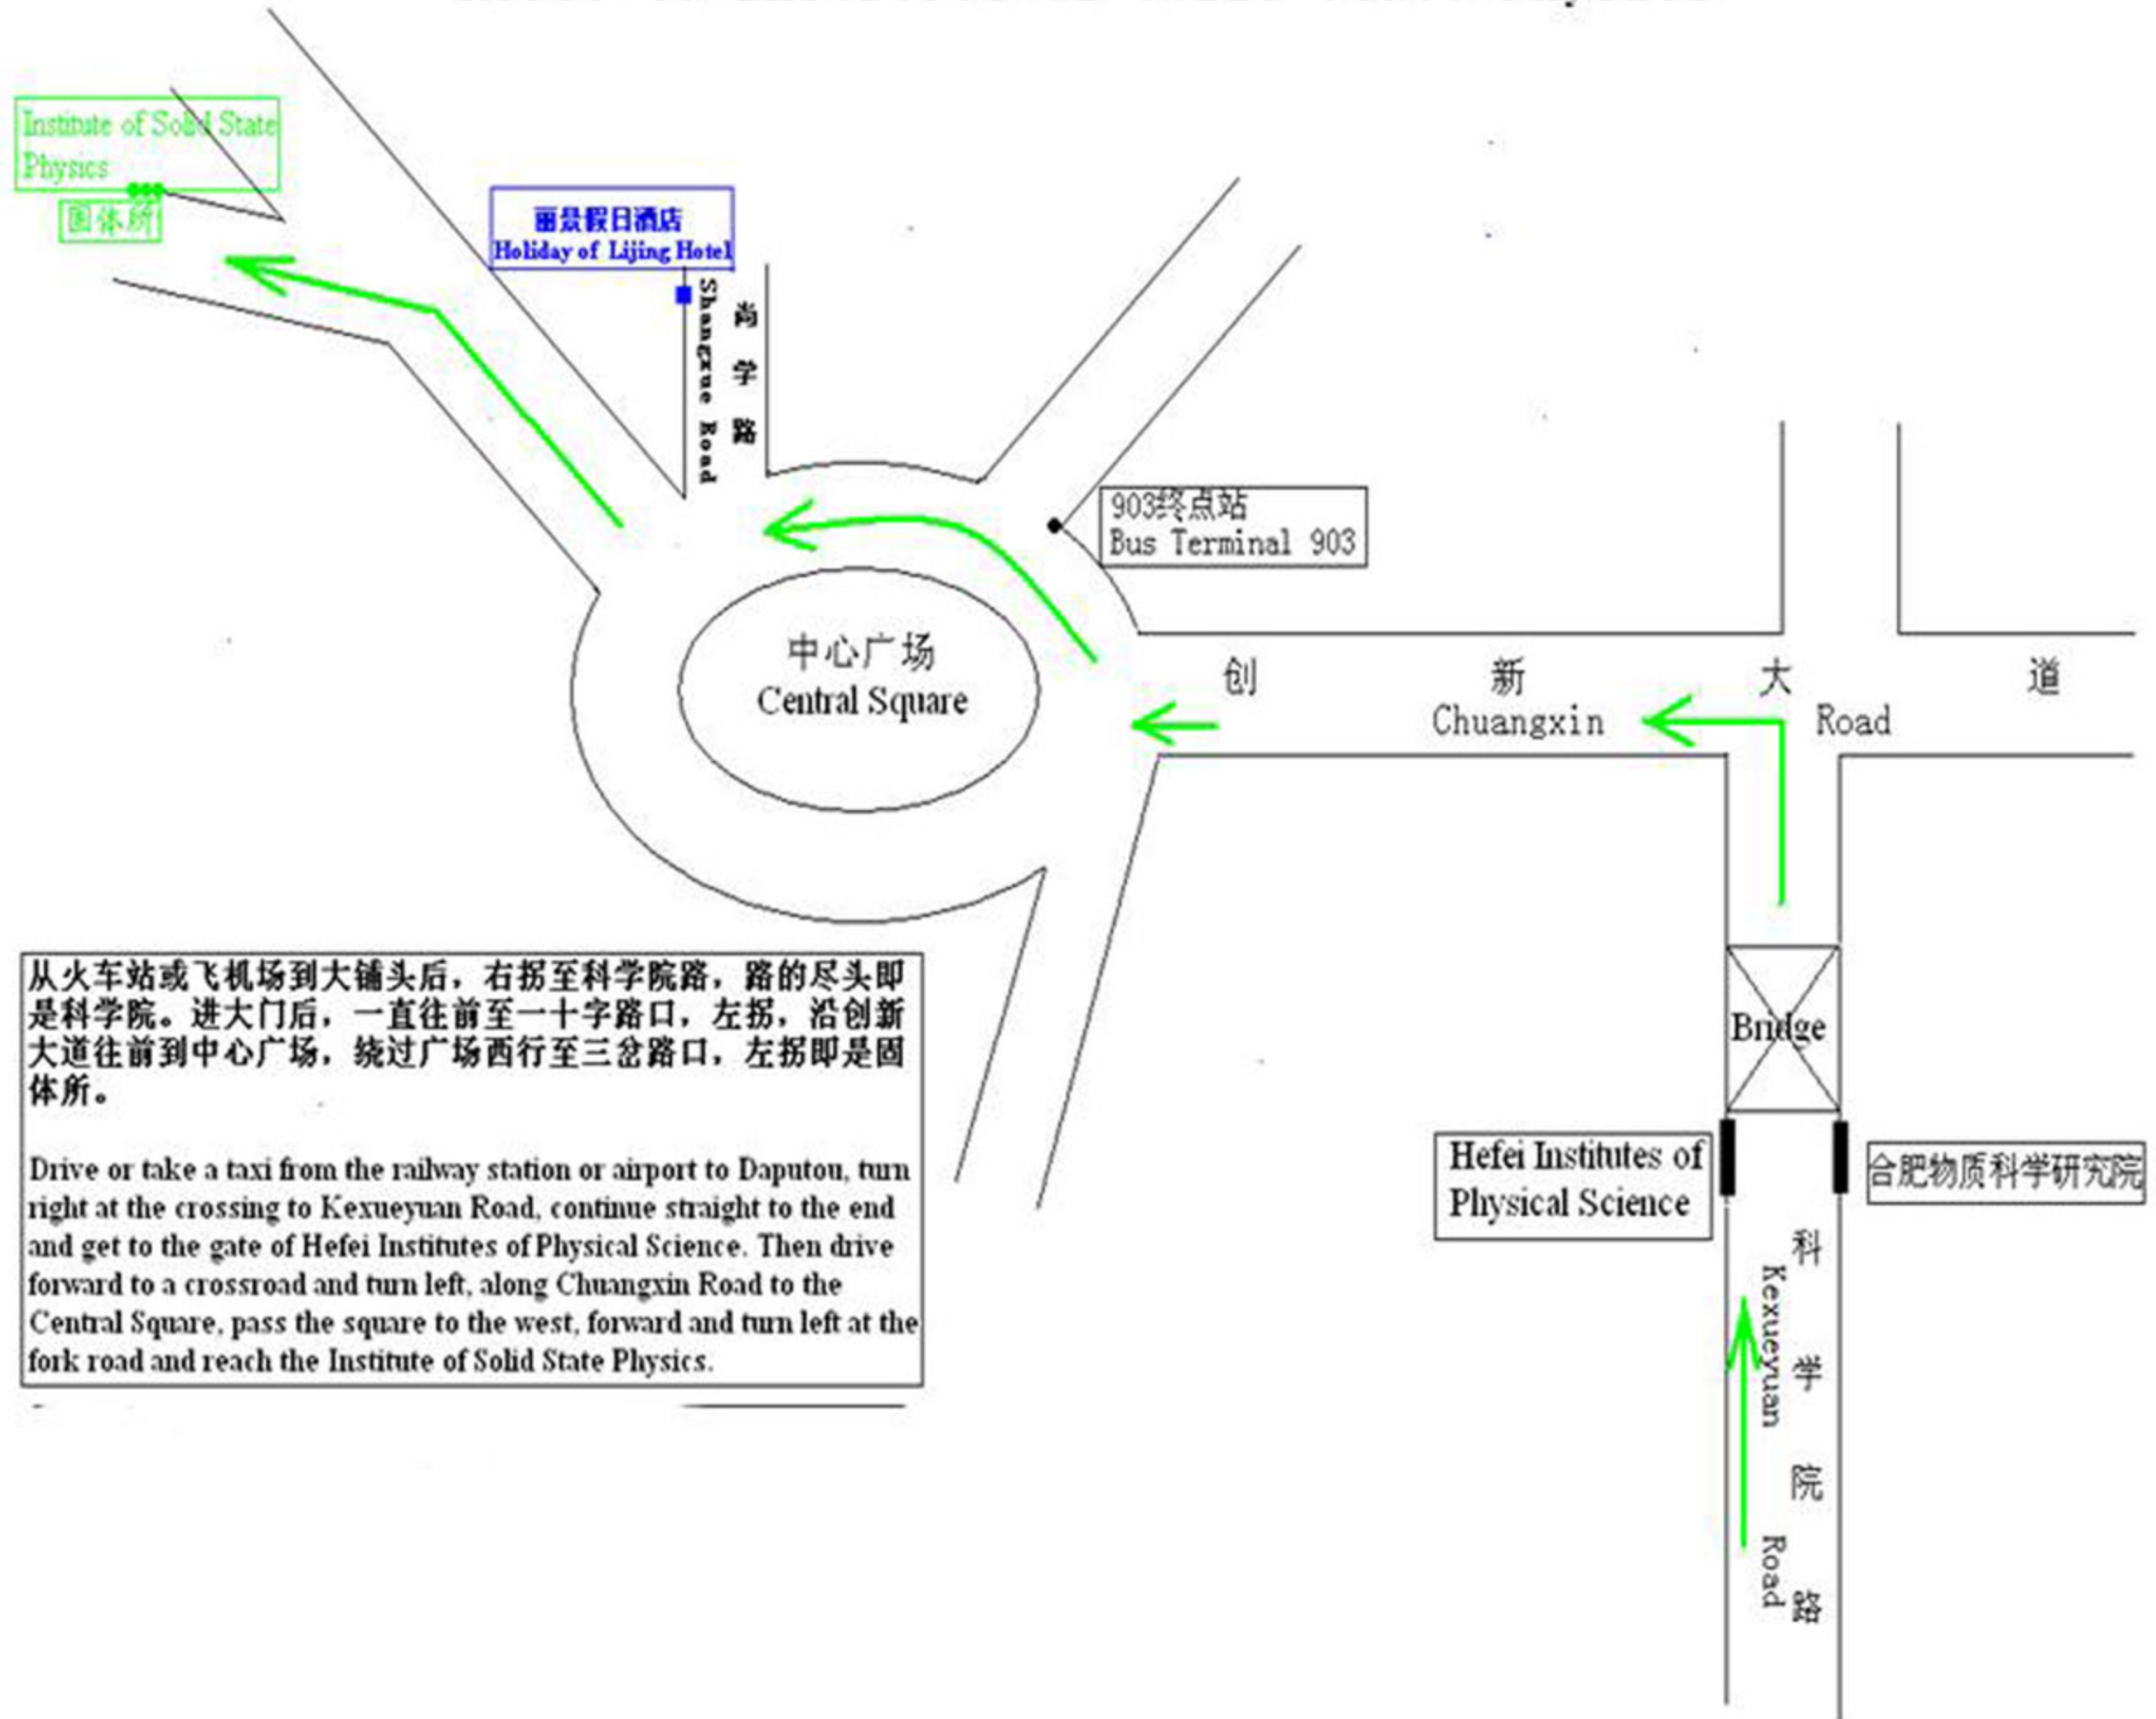 Institute of Solid State
Physics
固体所
丽景假日酒店
Holiday of Lijing Hotel
Shangxue Road
尚学路
903终点站
Bus Terminal 903
中心广场
Central Square
创新大道
Chuangxin Road
Bridge
Hefei Institutes of
Physical Science
合肥物质科学研究院
科学院路
Kexueyuan Road
从火车站或飞机场到大铺头后，右拐至科学院路，路的尽头即
是科学院。进大门后，一直往前至一十字路口，左拐，沿创新
大道往前到中心广场，绕过广场西行至三岔路口，左拐即是固
体所。
Drive or take a taxi from the railway station or airport to Daputou, turn
right at the crossing to Kexueyuan Road, continue straight to the end
and get to the gate of Hefei Institutes of Physical Science. Then drive
forward to a crossroad and turn left, along Chuangxin Road to the
Central Square, pass the square to the west, forward and turn left at the
fork road and reach the Institute of Solid State Physics.